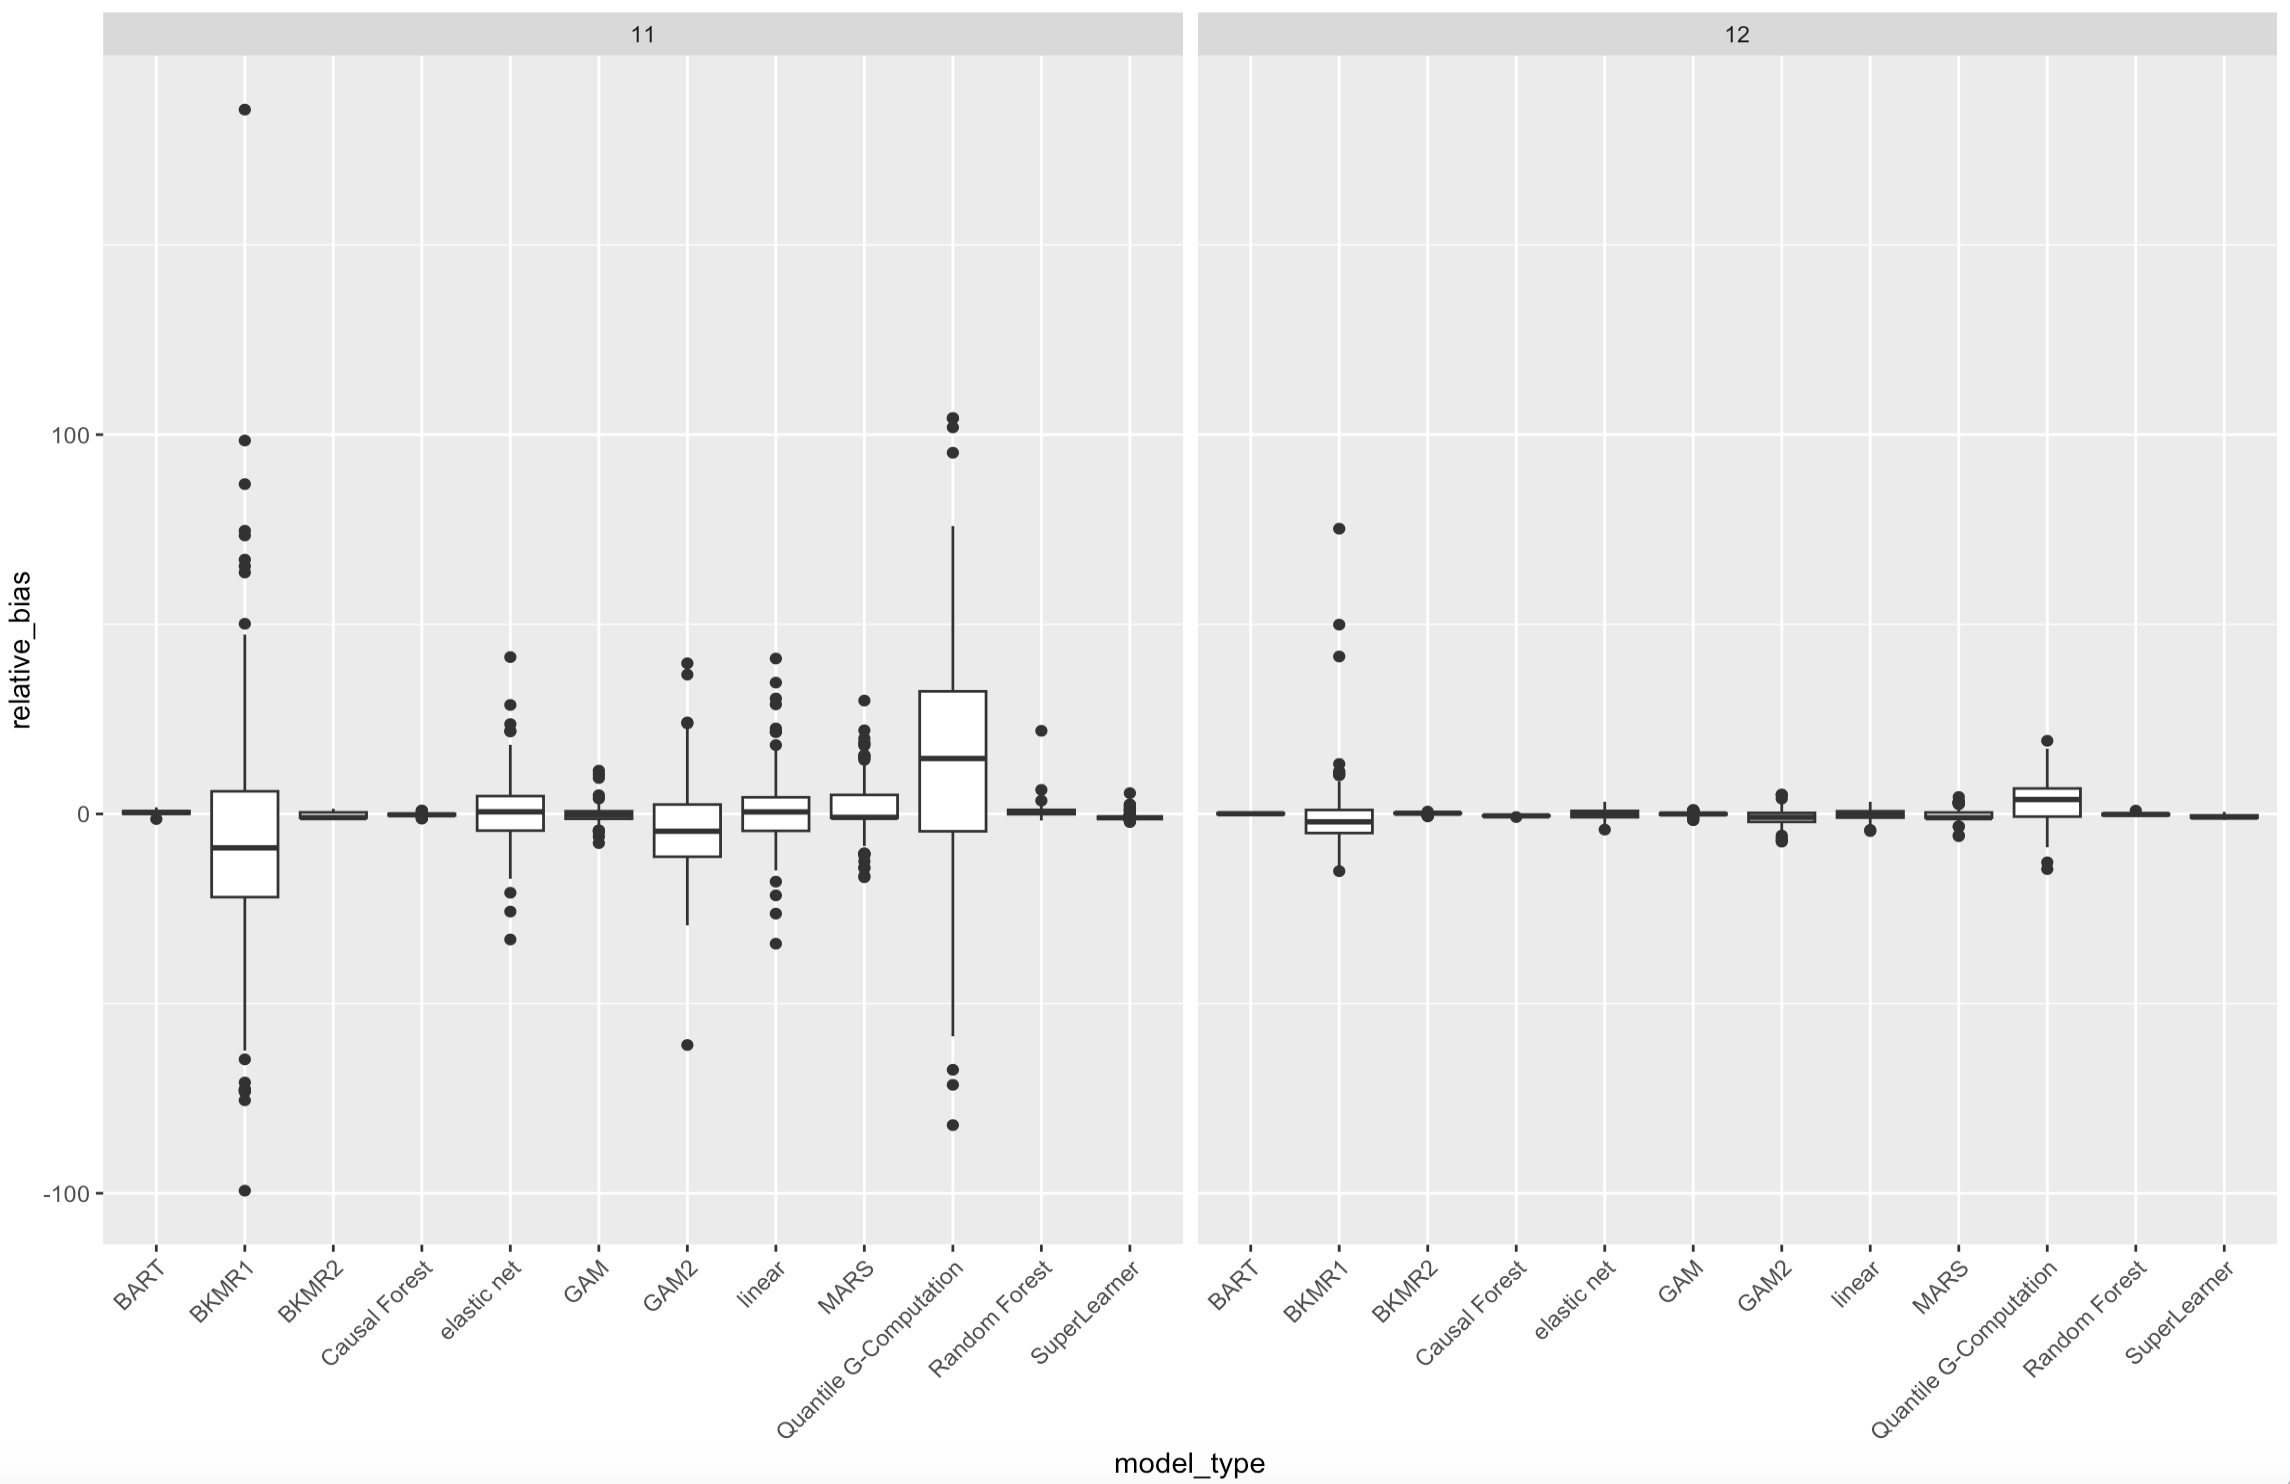 11
12
relative_bias
100
0
-100
BART
BKMR1
BKMR2
Causal Forest
elastic net
GAM
GAM2
linear
MARS
Quantile G-Computation
Random Forest
SuperLearner
BART
BKMR1
BKMR2
Causal Forest
elastic net
GAM
GAM2
linear
MARS
Quantile G-Computation
Random Forest
SuperLearner
model_type